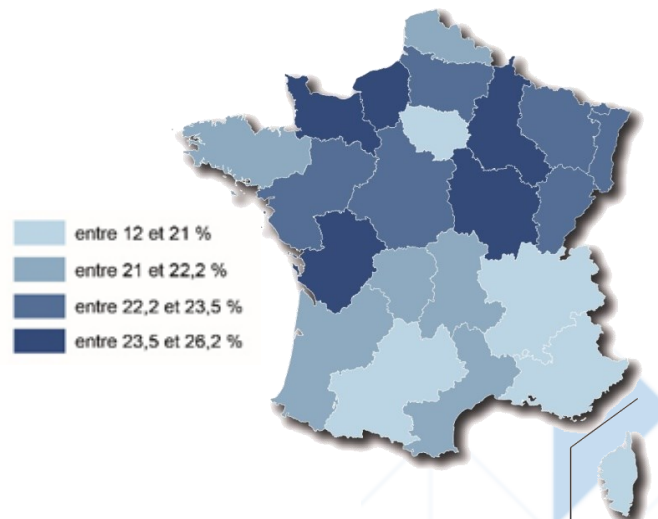 entre 12 et 21 %
entre 21 et 22,2 %
entre 22,2 et 23,5 %
entre 23,5 et 26,2 %